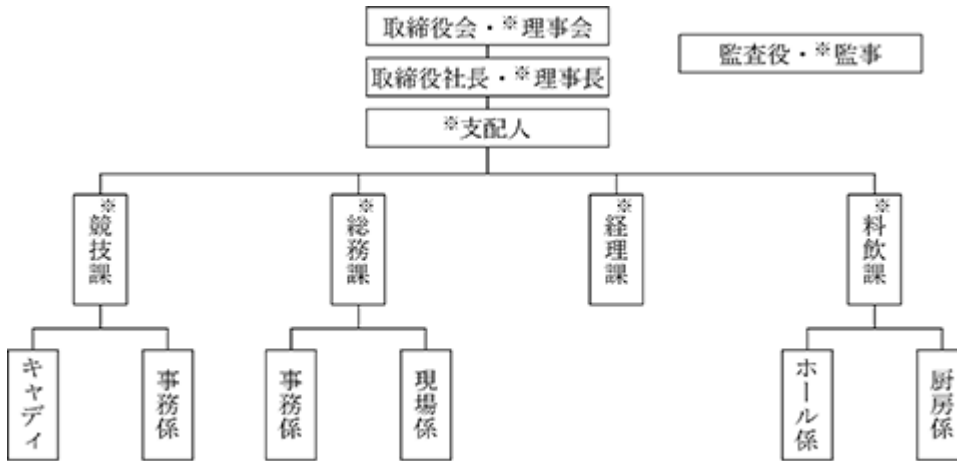 取締役会・※理事会
監査役・※監事
取締役社長・※理事長
※支配人
※競技課
※総務課
※経理課
※料飲課
キャディ
事務係
事務係
現場係
ホール係
厨房係